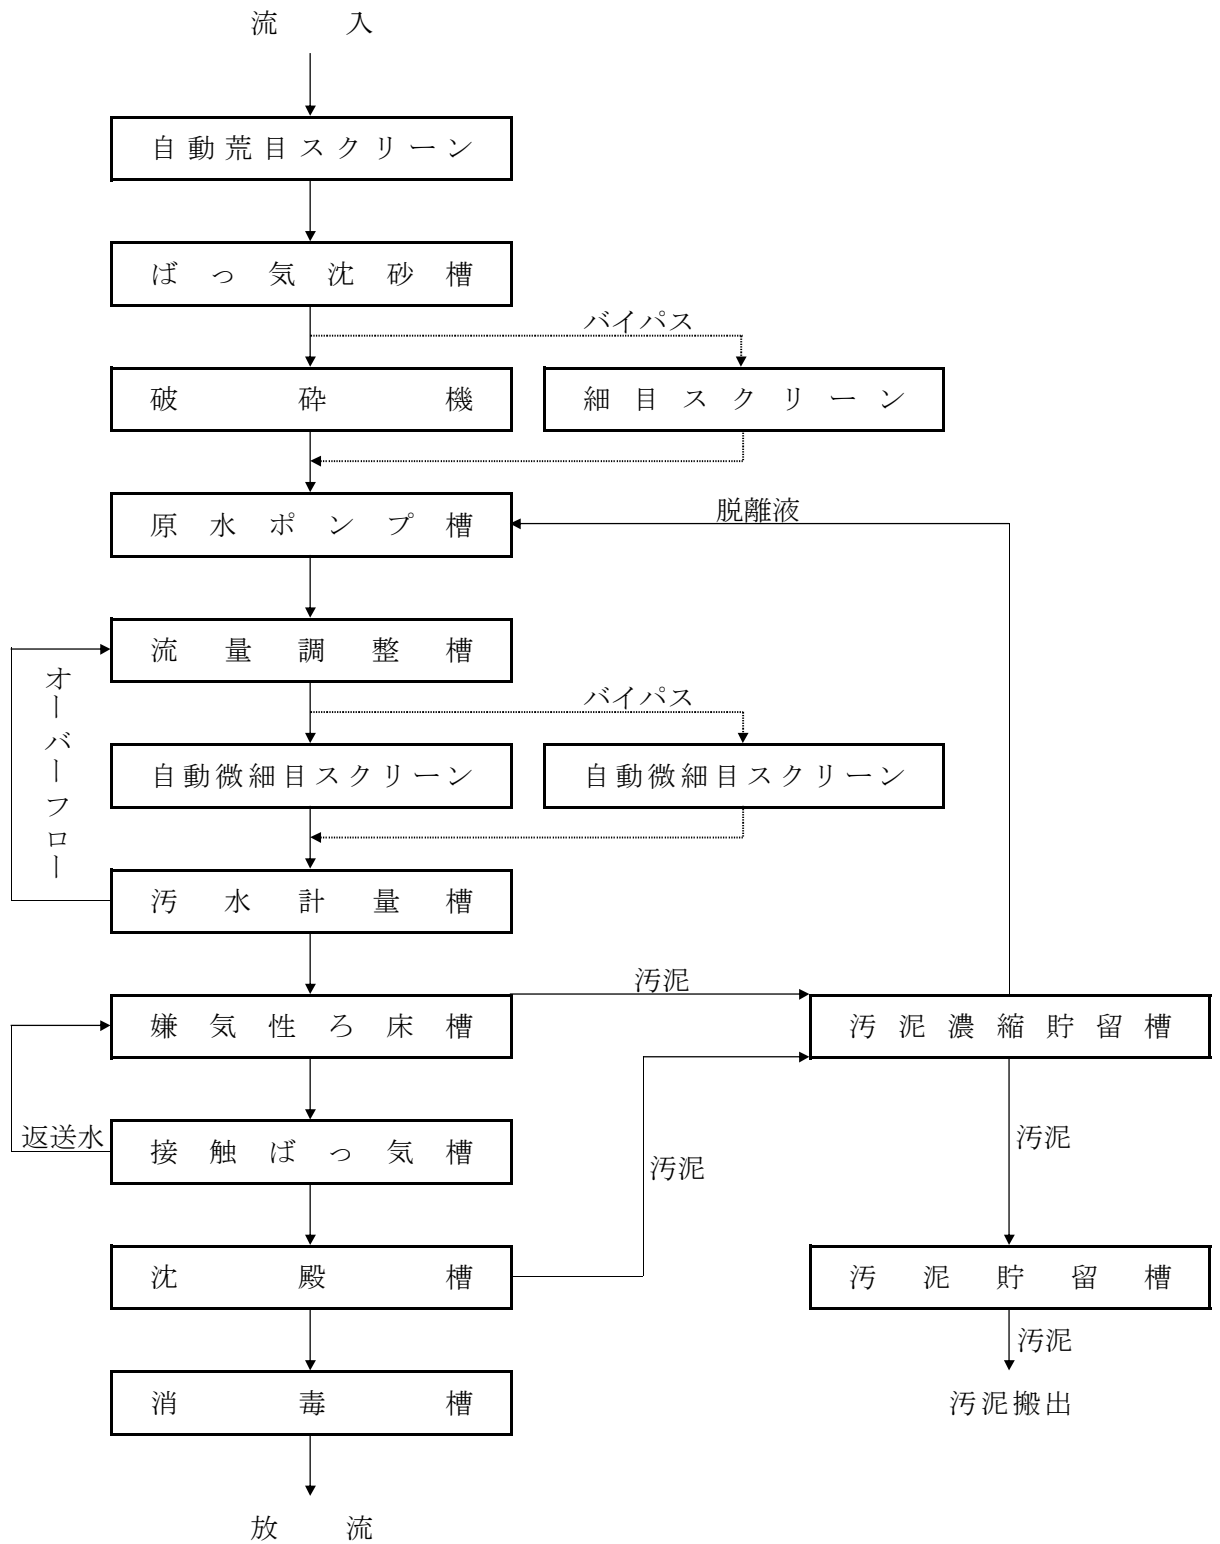 流入
自動荒目スクリーン
ばっ気沈砂槽
バイパス
破砕機
細目スクリーン
原水ポンプ槽
脱離液
流量調整槽
オーバーフロー
バイパス
自動微細目スクリーン
自動微細目スクリーン
汚水計量槽
汚泥
嫌気性ろ床槽
汚泥濃縮貯留槽
返送水
接触ばっ気槽
汚泥
汚泥
沈殿槽
汚泥貯留槽
汚泥
消毒槽
汚泥搬出
放流